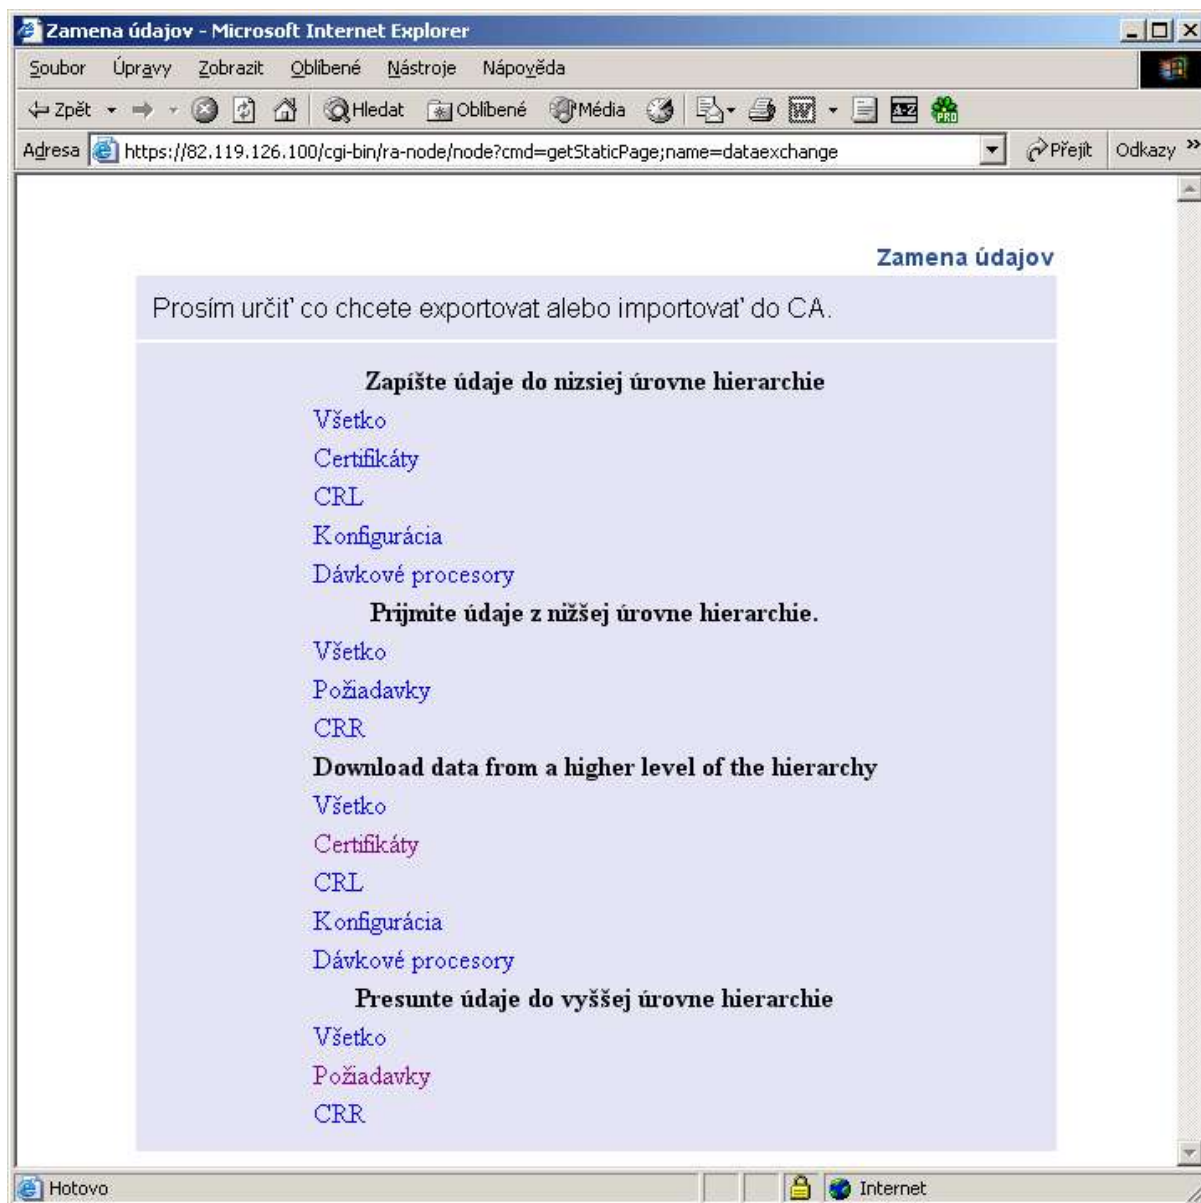 Zamena údajov - Microsoft Internet Explorer
Soubor Úpravy Zobrazit Oblíbené Nástroje Nápověda
Zpět Hledat Oblíbené Média W A-Z PRO
Adresa https://82.119.126.100/cgi-bin/ra-node/node?cmd=getStaticPage;name=dataexchange Přejít Odkazy »
Zamena údajov
Prosím určiť co chcete exportovat alebo importovať do CA.
Zapíšte údaje do nizsiej úrovne hierarchie
Všetko
Certifikáty
CRL
Konfigurácia
Dávkové procesory
Prijmite údaje z nižšej úrovne hierarchie.
Všetko
Požiadavky
CRR
Download data from a higher level of the hierarchy
Všetko
Certifikáty
CRL
Konfigurácia
Dávkové procesory
Presunte údaje do vyššej úrovne hierarchie
Všetko
Požiadavky
CRR
Hotovo Internet